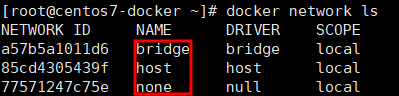 [root@centos7-docker ~]# docker network ls
NETWORK ID     NAME      DRIVER    SCOPE
a57b5a1011d6   bridge    bridge    local
85cd4305439f   host      host      local
77571247c75e   none      null      local